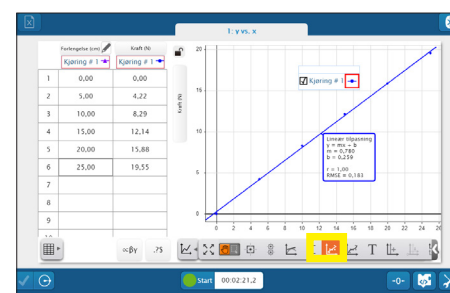 1: y vs. x
Forlengelse (cm) Kraft (N)
Kjøring # 1 Kjøring # 1
1 0,00 0,00
2 5,00 4,22
3 10,00 8,29
4 15,00 12,14
5 20,00 15,88
6 25,00 19,55
7
8
9
20
15
10
5
0
Kraft (N)
0 2 4 6 8 10 12 14 16 18 20 22 24 26
Kjøring # 1
Lineær tilpasning
y = mx + b
m = 0,780
b = 0,259
r = 1,00
RMSE = 0,183
∝βγ .75
T
Start 00:02:21,2
-0-